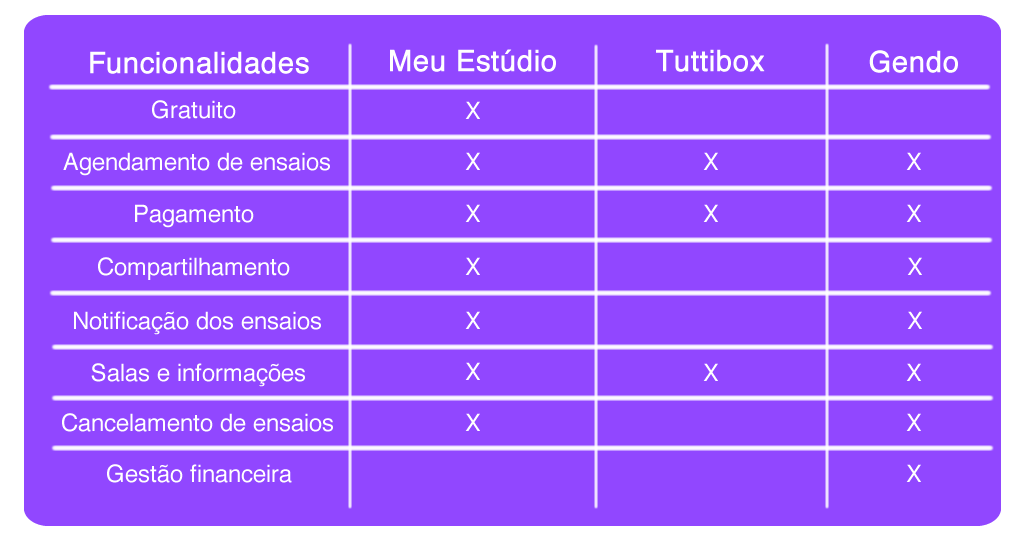 Funcionalidades Meu Estúdio Tuttibox Gendo
Gratuito X
Agendamento de ensaios X X X
Pagamento X X X
Compartilhamento X X
Notificação dos ensaios X X
Salas e informações X X X
Cancelamento de ensaios X X
Gestão financeira X